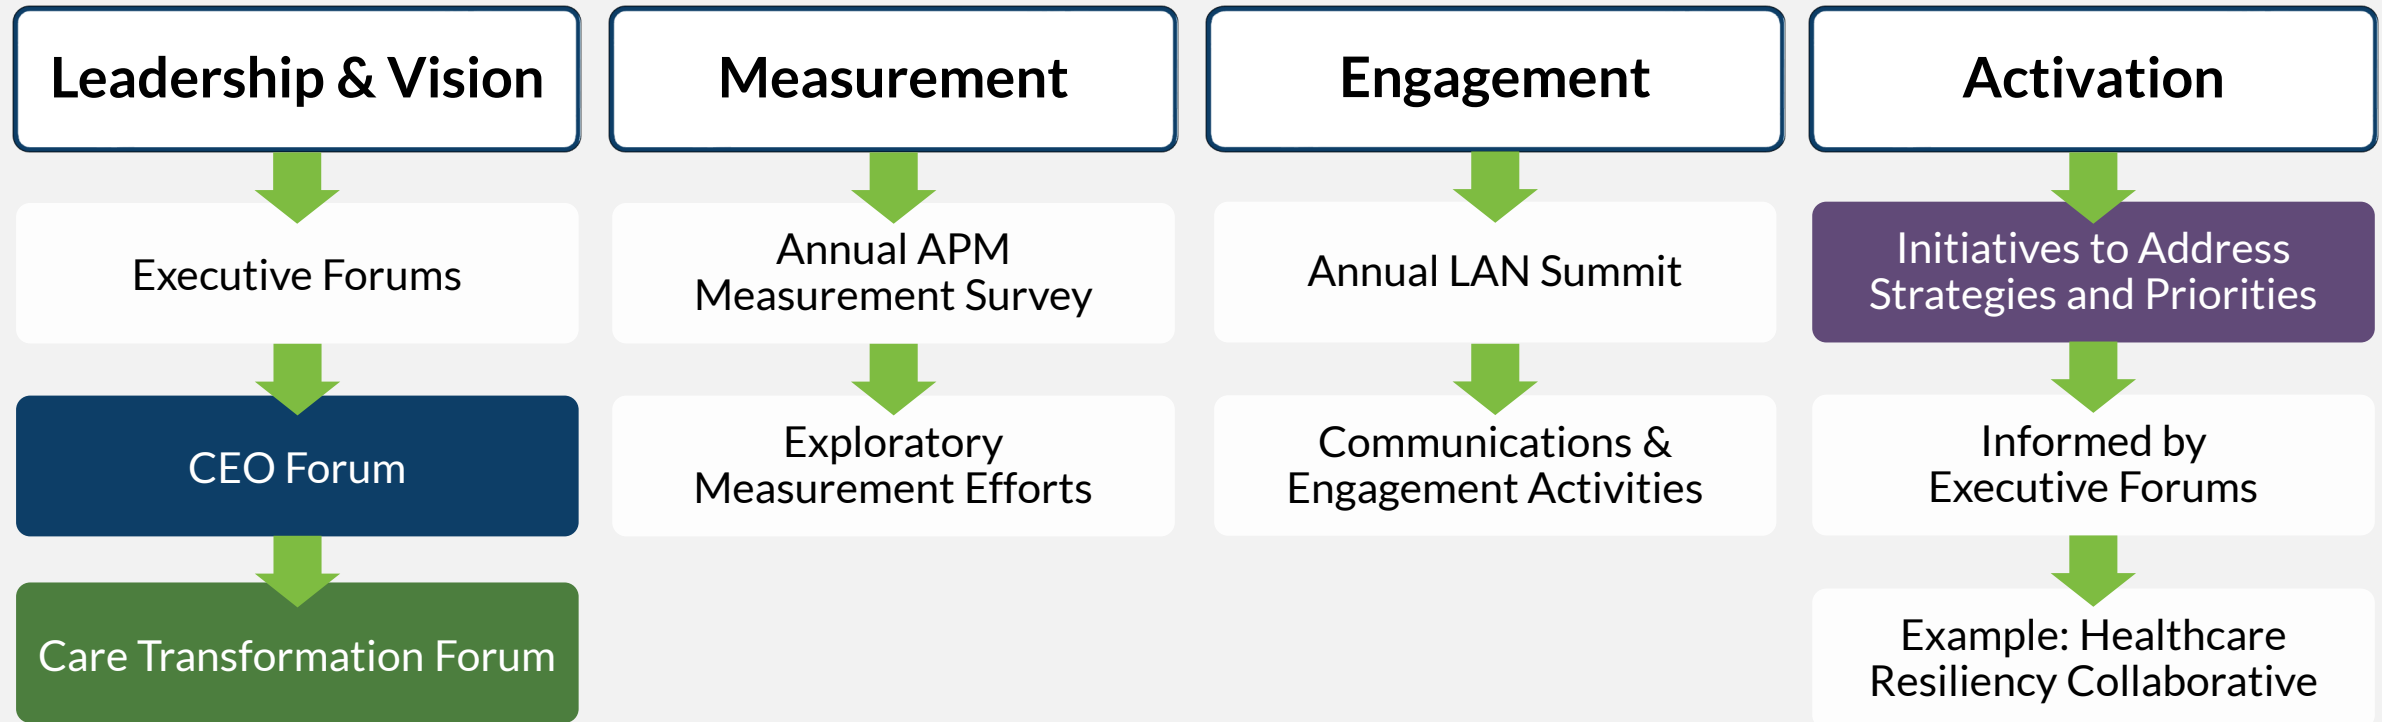 Leadership & Vision
Executive Forums
CEO Forum
Care Transformation Forum
Measurement
Annual APM
Measurement Survey
Exploratory
Measurement Efforts
Engagement
Annual LAN Summit
Communications &
Engagement Activities
Activation
Initiatives to Address
Strategies and Priorities
Informed by
Executive Forums
Example: Healthcare
Resiliency Collaborative